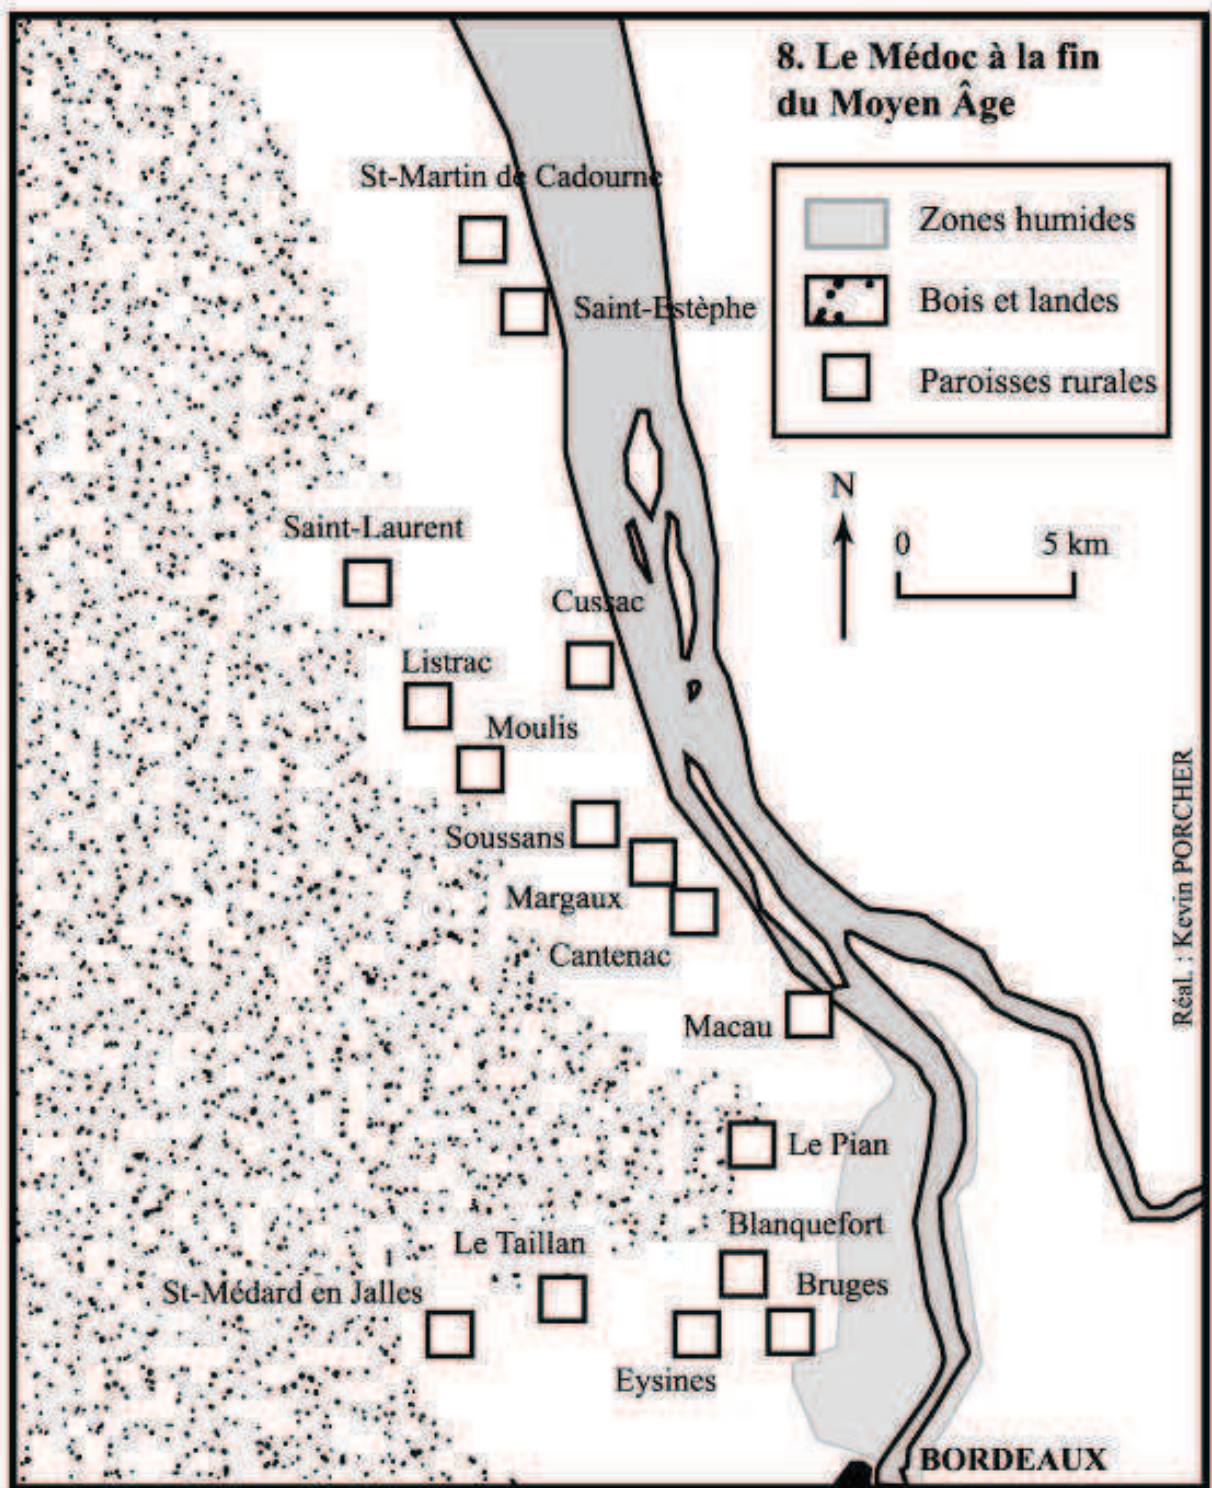 8. Le Médoc à la fin
du Moyen Âge
St-Martin de Cadourne
Zones humides
Saint-Estèphe
Bois et landes
Paroisses rurales
N
Saint-Laurent
0 5 km
Cussac
Listrac
Moulis
Soussans
Margaux
Cantenac
Macau
Réal. : Kevin PORCHER
Le Pian
Blanquefort
Le Taillan
Bruges
St-Médard en Jalles
Eysines
BORDEAUX